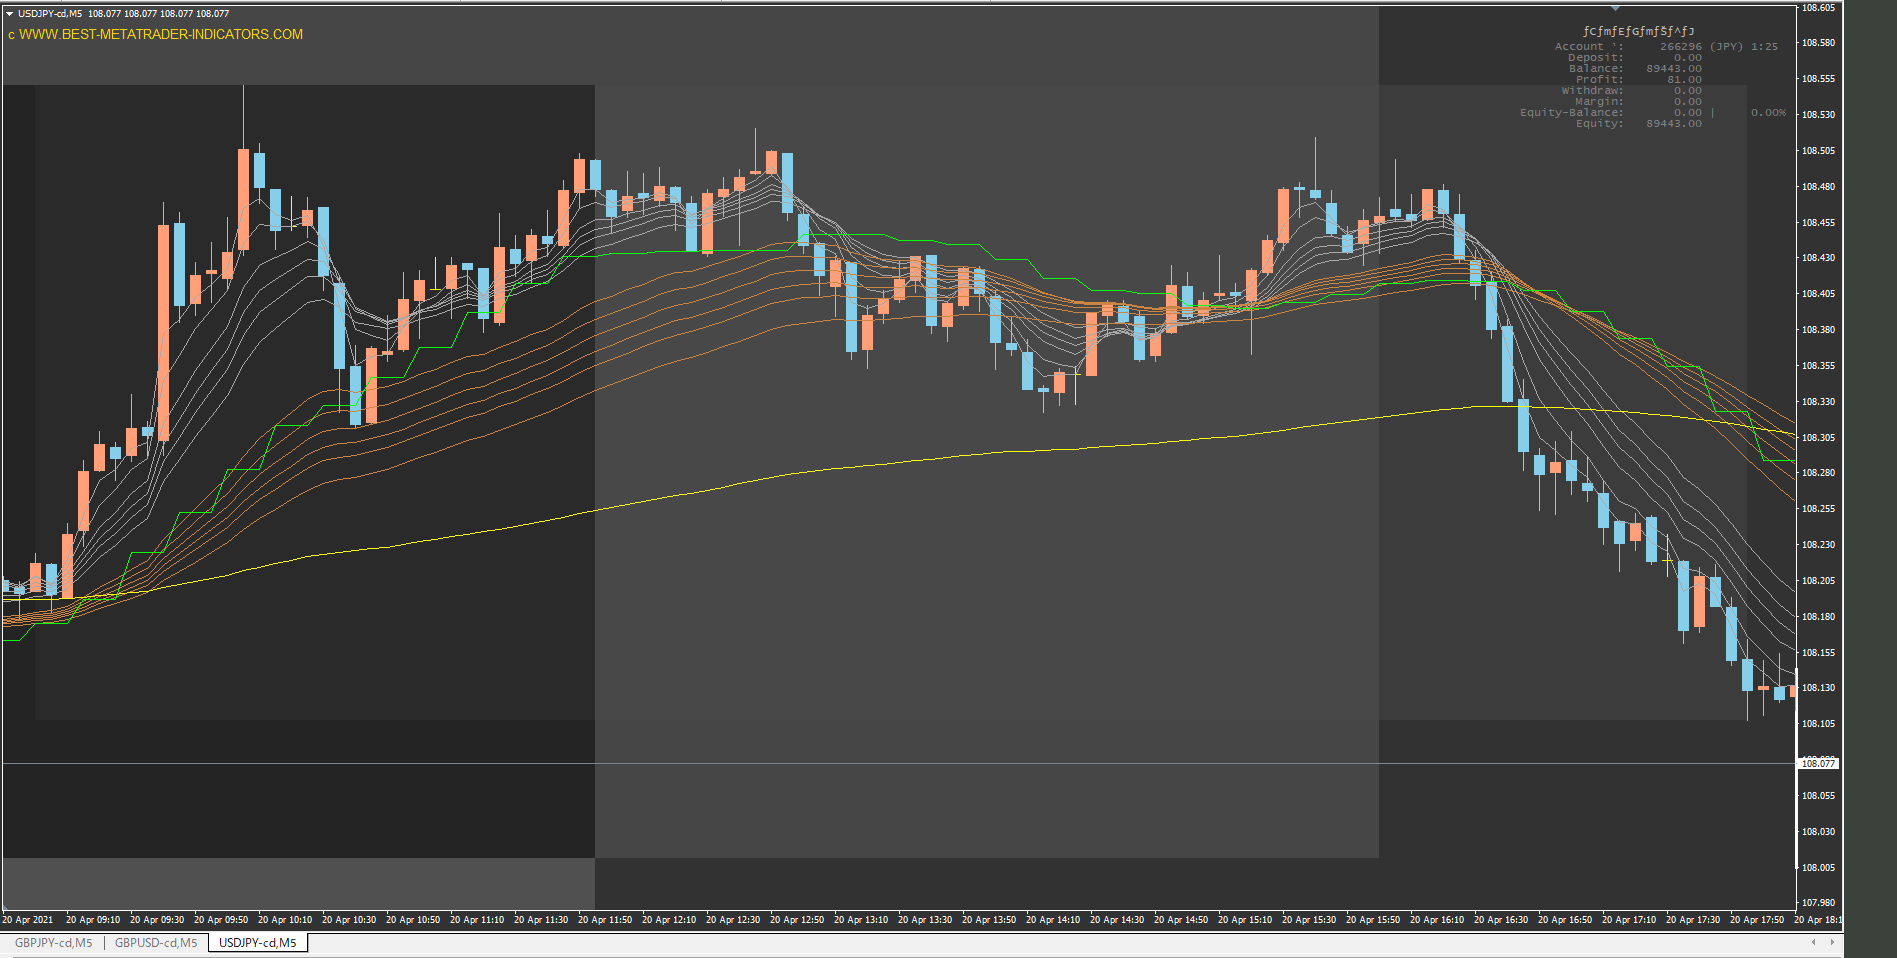 USDJPY-cd,M5 108.077 108.077 108.077 108.077
c WWW.BEST-METATRADER-INDICATORS.COM
ƒCƒmƒEƒGƒmƒŠƒ^ƒJ
Account ': 266296 (JPY) 1:25
Deposit: 0.00
Balance: 89443.00
Profit: 81.00
Withdraw: 0.00
Margin: 0.00
Equity-Balance: 0.00 | 0.00%
Equity: 89443.00
108.605
108.580
108.555
108.530
108.505
108.480
108.455
108.430
108.405
108.380
108.355
108.330
108.305
108.280
108.255
108.230
108.205
108.180
108.155
108.130
108.105
108.077
108.055
108.030
108.005
107.980
20 Apr 2021 20 Apr 09:10 20 Apr 09:30 20 Apr 09:50 20 Apr 10:10 20 Apr 10:30 20 Apr 10:50 20 Apr 11:10 20 Apr 11:30 20 Apr 11:50 20 Apr 12:10 20 Apr 12:30 20 Apr 12:50 20 Apr 13:10 20 Apr 13:30 20 Apr 13:50 20 Apr 14:10 20 Apr 14:30 20 Apr 14:50 20 Apr 15:10 20 Apr 15:30 20 Apr 15:50 20 Apr 16:10 20 Apr 16:30 20 Apr 16:50 20 Apr 17:10 20 Apr 17:30 20 Apr 17:50 20 Apr 18:1
GBPJPY-cd,M5 GBPUSD-cd,M5 USDJPY-cd,M5